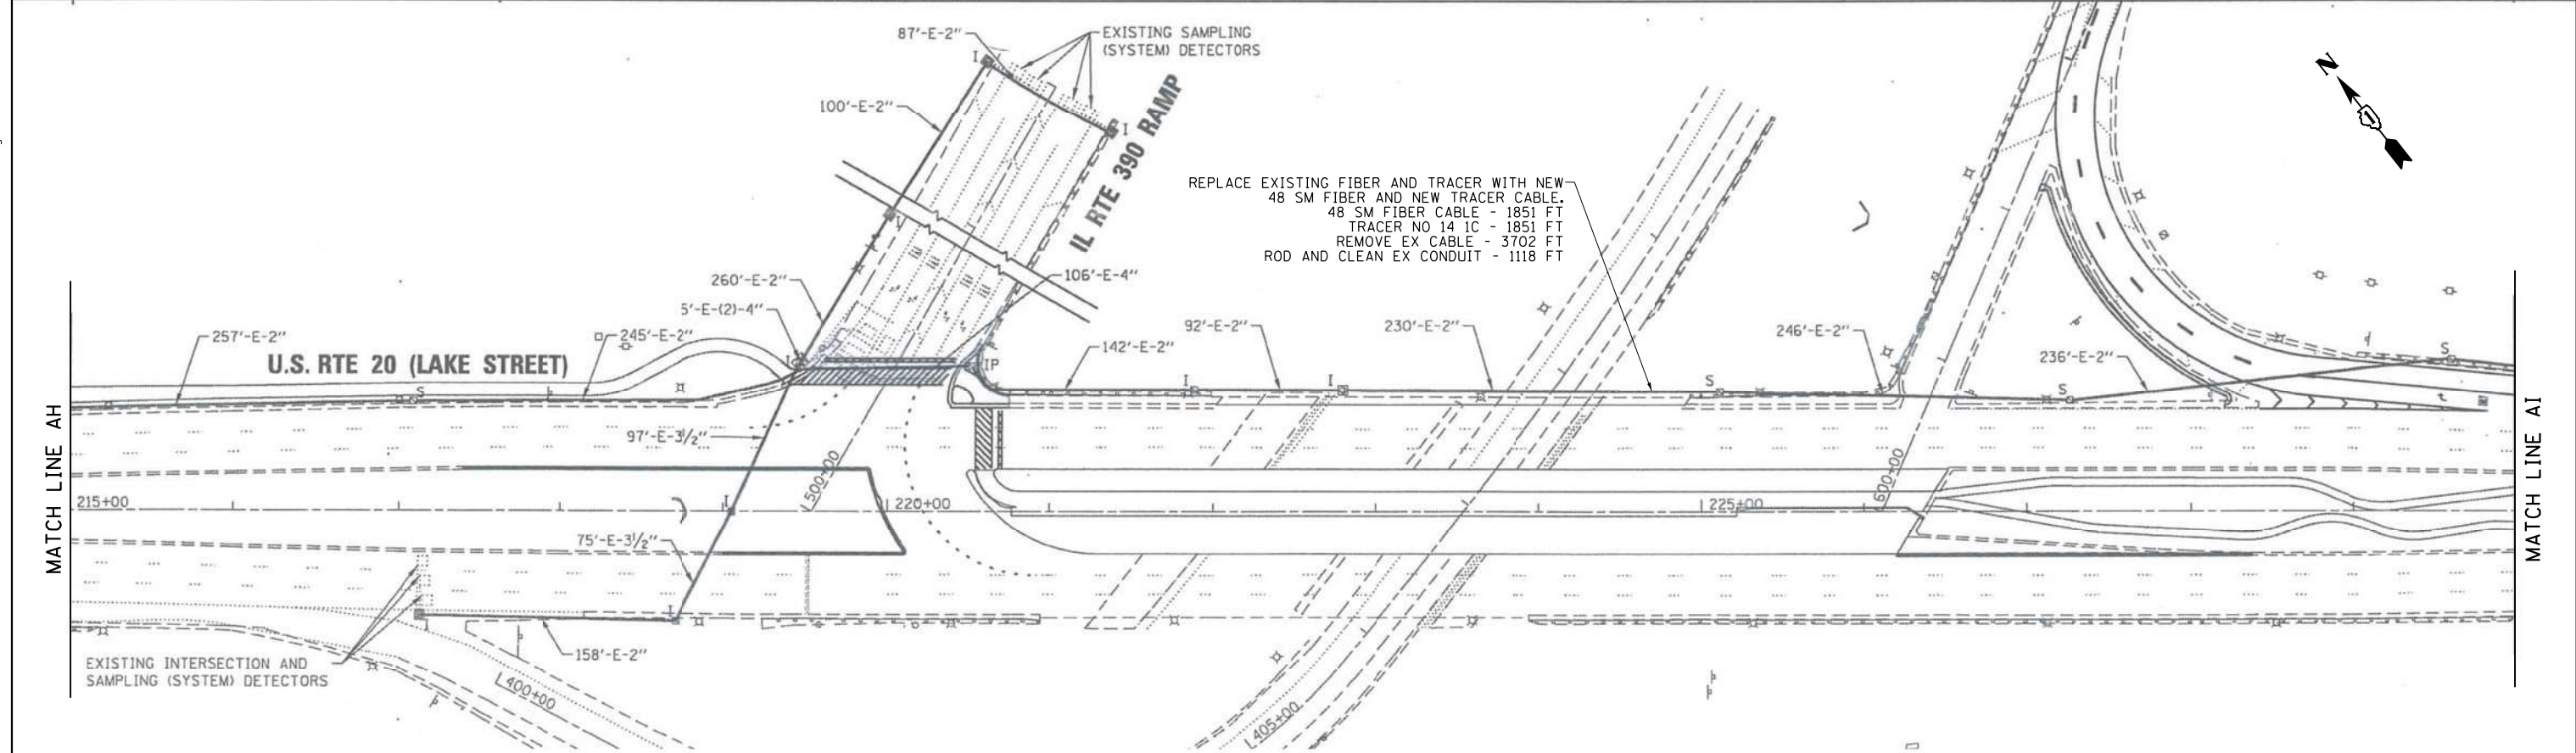 87'-E-2"
EXISTING SAMPLING
(SYSTEM) DETECTORS
N
100'-E-2"
I
I
IL RTE 390 RAMP
REPLACE EXISTING FIBER AND TRACER WITH NEW
48 SM FIBER AND NEW TRACER CABLE.
48 SM FIBER CABLE - 1851 FT
TRACER NO 14 1C - 1851 FT
REMOVE EX CABLE - 3702 FT
ROD AND CLEAN EX CONDUIT - 1118 FT
I
260'-E-2"
106'-E-4"
5'-E-(2)-4"
257'-E-2"
245'-E-2"
U.S. RTE 20 (LAKE STREET)
I
IP
142'-E-2"
92'-E-2"
230'-E-2"
246'-E-2"
236'-E-2"
S
S
I
I
S
S
MATCH LINE AH
MATCH LINE AI
97'-E-3½"
215+00
I
500+00
220+00
225+00
600+00
75'-E-3½"
I
158'-E-2"
EXISTING INTERSECTION AND
SAMPLING (SYSTEM) DETECTORS
400+00
405+00